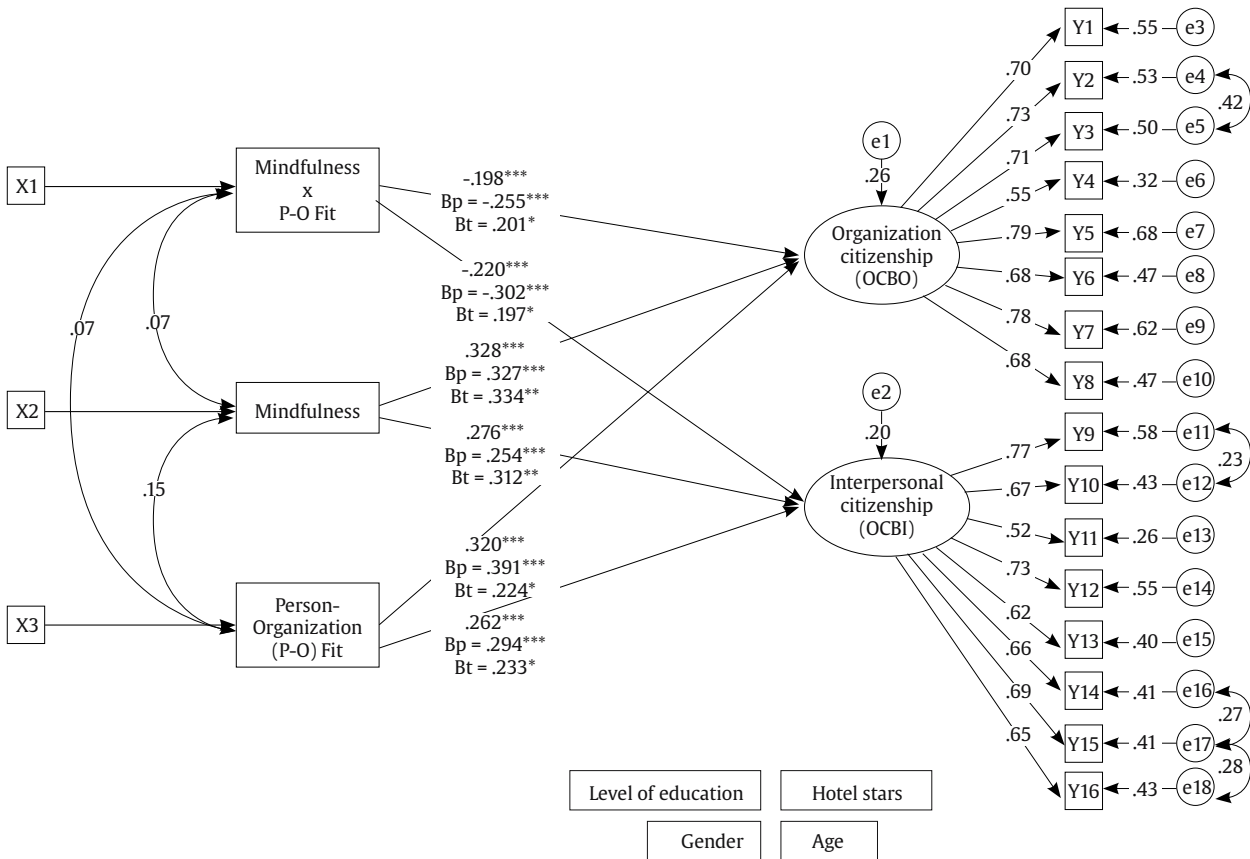 X1
X2
X3
Mindfulness
x
P-O Fit
Mindfulness
Person-
Organization
(P-O) Fit
.07
.07
.15
-.198***
Bp = -.255***
Bt = .201*
-.220***
Bp = -.302***
Bt = .197*
.328***
Bp = .327***
Bt = .334**
.276***
Bp = .254***
Bt = .312**
.320***
Bp = .391***
Bt = .224*
.262***
Bp = .294***
Bt = .233*
e1
.26
Organization
citizenship
(OCBO)
e2
.20
Interpersonal
citizenship
(OCBI)
.70
.73
.71
.55
.79
.68
.78
.68
.77
.67
.52
.73
.62
.66
.69
.65
Y1 .55 e3
Y2 .53 e4
.42
Y3 .50 e5
Y4 .32 e6
Y5 .68 e7
Y6 .47 e8
Y7 .62 e9
Y8 .47 e10
Y9 .58 e11
.23
Y10 .43 e12
Y11 .26 e13
Y12 .55 e14
Y13 .40 e15
Y14 .41 e16
.27
Y15 .41 e17
.28
Y16 .43 e18
Level of education
Hotel stars
Gender
Age